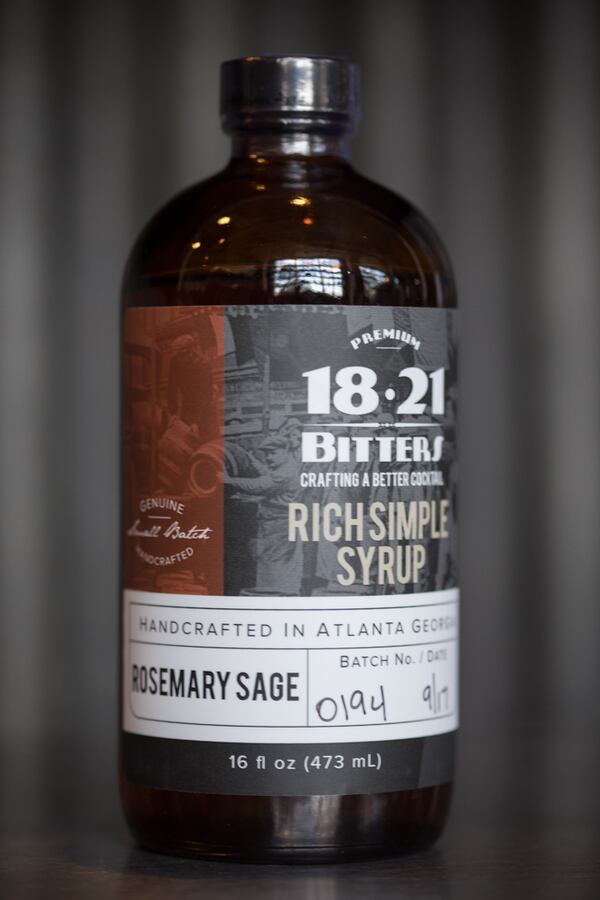 PREMIUM
18·21
BITTERS
CRAFTING A BETTER COCKTAIL
RICH SIMPLE
SYRUP
GENUINE
Small Batch
HANDCRAFTED
HANDCRAFTED IN ATLANTA GEORGIA
ROSEMARY SAGE
BATCH No. / DATE
0194 9/17
16 fl oz (473 mL)